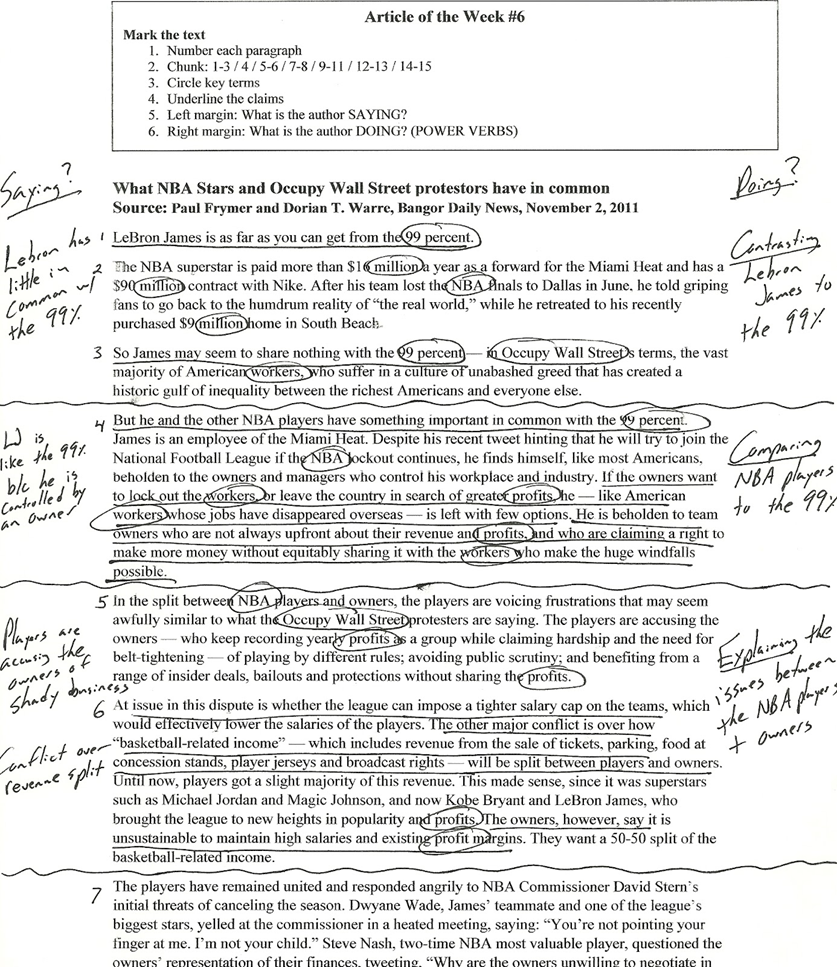 Article of the Week #6
Mark the text
1. Number each paragraph
2. Chunk: 1-3 / 4 / 5-6 / 7-8 / 9-11 / 12-13 / 14-15
3. Circle key terms
4. Underline the claims
5. Left margin: What is the author SAYING?
6. Right margin: What is the author DOING? (POWER VERBS)
Saying?
Doing?
What NBA Stars and Occupy Wall Street protestors have in common
Source: Paul Frymer and Dorian T. Warre, Bangor Daily News, November 2, 2011
Lebron has
little in
Common w/
the 99%
1 LeBron James is as far as you can get from the 99 percent.
2 The NBA superstar is paid more than $16 million a year as a forward for the Miami Heat and has a
$90 million contract with Nike. After his team lost the NBA finals to Dallas in June, he told griping
fans to go back to the humdrum reality of “the real world,” while he retreated to his recently
purchased $9 million home in South Beach.
3 So James may seem to share nothing with the 99 percent — in Occupy Wall Street's terms, the vast
majority of American workers, who suffer in a culture of unabashed greed that has created a
historic gulf of inequality between the richest Americans and everyone else.
Contrasting
Lebron
James to
the 99%
LJ is
like the 99%
b/c he is
controlled by
an owner
4 But he and the other NBA players have something important in common with the 99 percent.
James is an employee of the Miami Heat. Despite his recent tweet hinting that he will try to join the
National Football League if the NBA lockout continues, he finds himself, like most Americans,
beholden to the owners and managers who control his workplace and industry. If the owners want
to lock out the workers, or leave the country in search of greater profits, he — like American
workers whose jobs have disappeared overseas — is left with few options. He is beholden to team
owners who are not always upfront about their revenue and profits, and who are claiming a right to
make more money without equitably sharing it with the workers who make the huge windfalls
possible.
Comparing
NBA players
to the 99%
Players are
accusing the
owners of
shady business
5 In the split between NBA players and owners, the players are voicing frustrations that may seem
awfully similar to what the Occupy Wall Street protesters are saying. The players are accusing the
owners — who keep recording yearly profits as a group while claiming hardship and the need for
belt-tightening — of playing by different rules; avoiding public scrutiny; and benefiting from a
range of insider deals, bailouts and protections without sharing the profits.
Explaining the
issues between
the NBA players
+ owners
Conflict over
revenue split
6 At issue in this dispute is whether the league can impose a tighter salary cap on the teams, which
would effectively lower the salaries of the players. The other major conflict is over how
“basketball-related income” — which includes revenue from the sale of tickets, parking, food at
concession stands, player jerseys and broadcast rights — will be split between players and owners.
Until now, players got a slight majority of this revenue. This made sense, since it was superstars
such as Michael Jordan and Magic Johnson, and now Kobe Bryant and LeBron James, who
brought the league to new heights in popularity and profits. The owners, however, say it is
unsustainable to maintain high salaries and existing profit margins. They want a 50-50 split of the
basketball-related income.
7 The players have remained united and responded angrily to NBA Commissioner David Stern's
initial threats of canceling the season. Dwyane Wade, James' teammate and one of the league's
biggest stars, yelled at the commissioner in a heated meeting, saying: “You're not pointing your
finger at me. I'm not your child.” Steve Nash, two-time NBA most valuable player, questioned the
owners' representation of their finances, tweeting, “Why are the owners unwilling to negotiate in